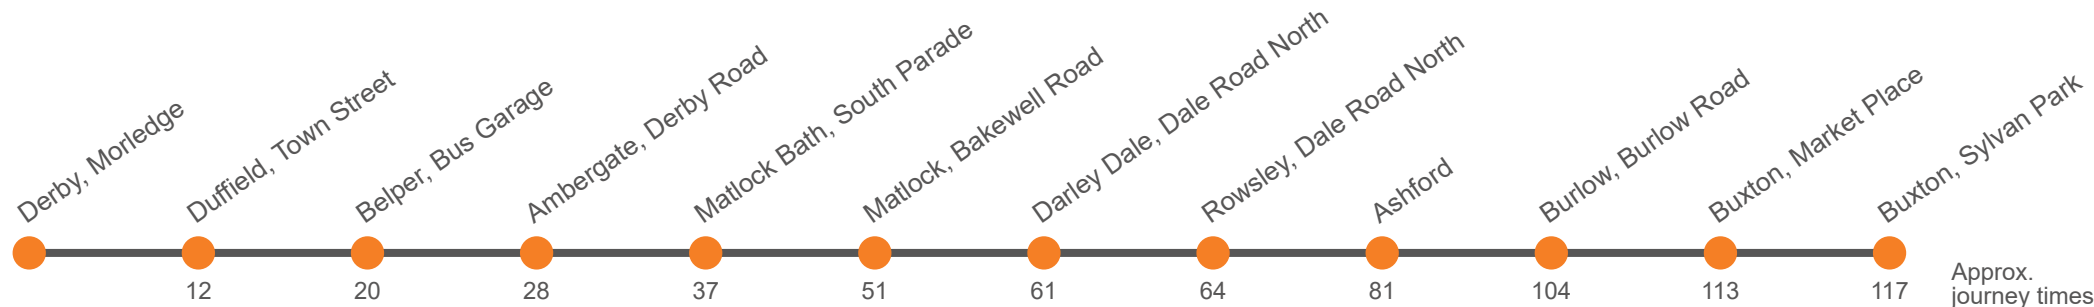 Derby, Morledge
Duffield, Town Street
Belper, Bus Garage
Ambergate, Derby Road
Matlock Bath, South Parade
Matlock, Bakewell Road
Darley Dale, Dale Road North
Rowsley, Dale Road North
Ashford
Burlow, Burlow Road
Buxton, Market Place
Buxton, Sylvan Park
12
20
28
37
51
61
64
81
104
113
117
Approx.
journey times